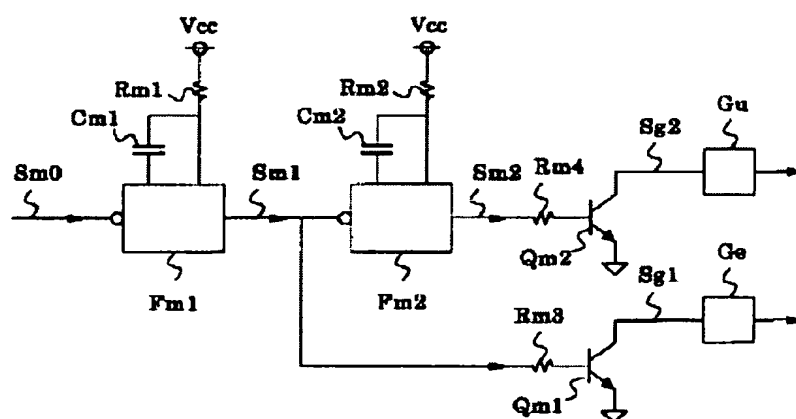 Vcc
Vcc
Rm1
Rm2
Cm1
Cm2
Gu
Sg2
Sm0
Sm1
Sm2
Rm4
Qm2
Ge
Fm1
Fm2
Sg1
Rm3
Qm1